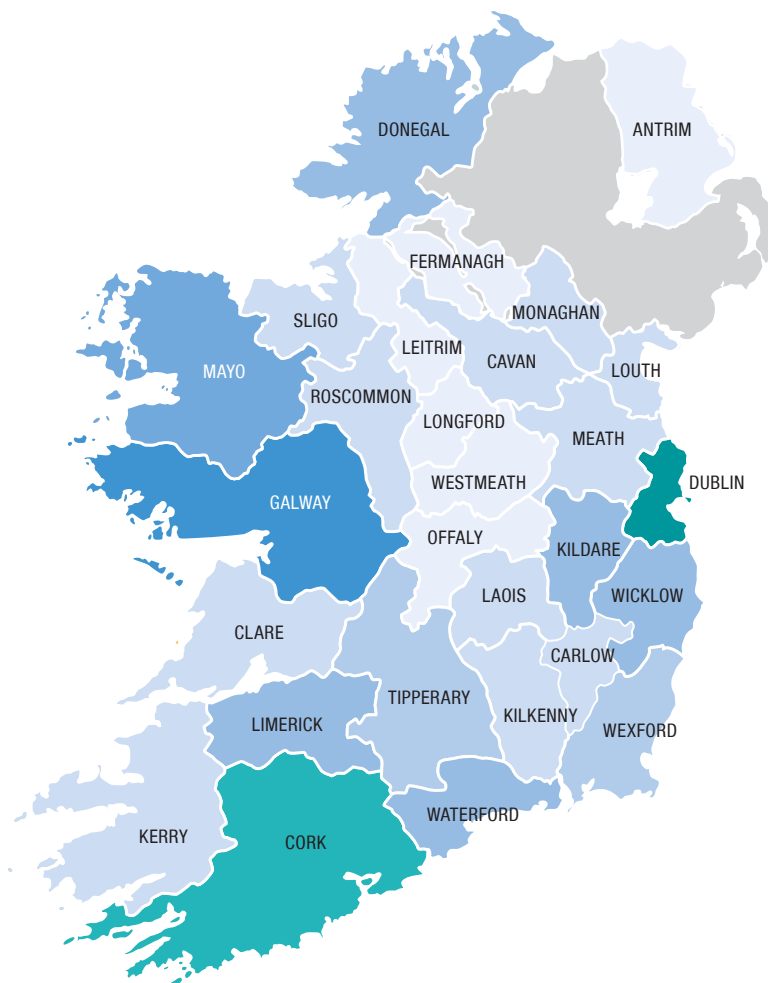 DONEGAL
ANTRIM
FERMANAGH
MONAGHAN
SLIGO
LEITRIM
CAVAN
MAYO
LOUTH
ROSCOMMON
LONGFORD
MEATH
WESTMEATH
DUBLIN
GALWAY
OFFALY
KILDARE
LAOIS
WICKLOW
CLARE
CARLOW
TIPPERARY
KILKENNY
LIMERICK
WEXFORD
WATERFORD
KERRY
CORK